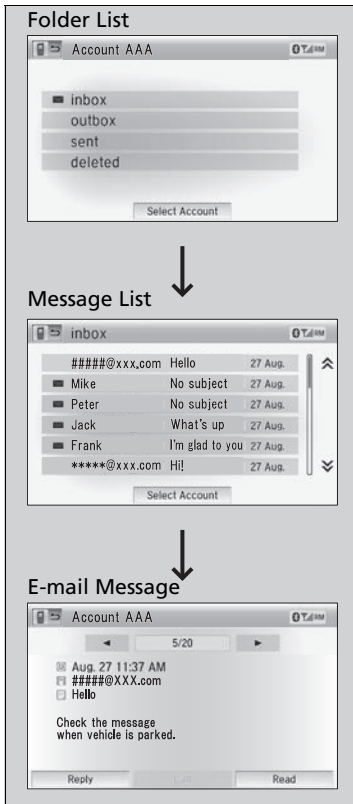 Folder List
Account AAA
inbox
outbox
sent
deleted
Select Account
Message List
inbox
#####@xxx.com Hello 27 Aug.
Mike No subject 27 Aug.
Peter No subject 27 Aug.
Jack What's up 27 Aug.
Frank I'm glad to you 27 Aug.
*****@xxx.com Hi! 27 Aug.
Select Account
E-mail Message
Account AAA
5/20
Aug. 27 11:37 AM
#####@XXX.com
Hello
Check the message
when vehicle is parked.
Reply Call Read